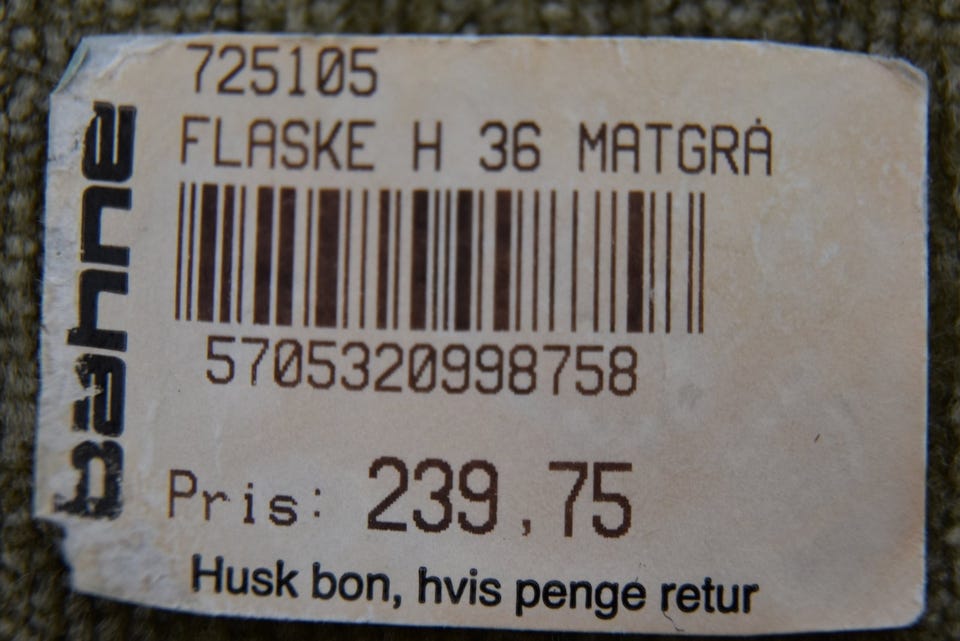 bahne
725105
FLASKE H 36 MATGRÅ
5705320998758
Pris: 239,75
Husk bon, hvis penge retur